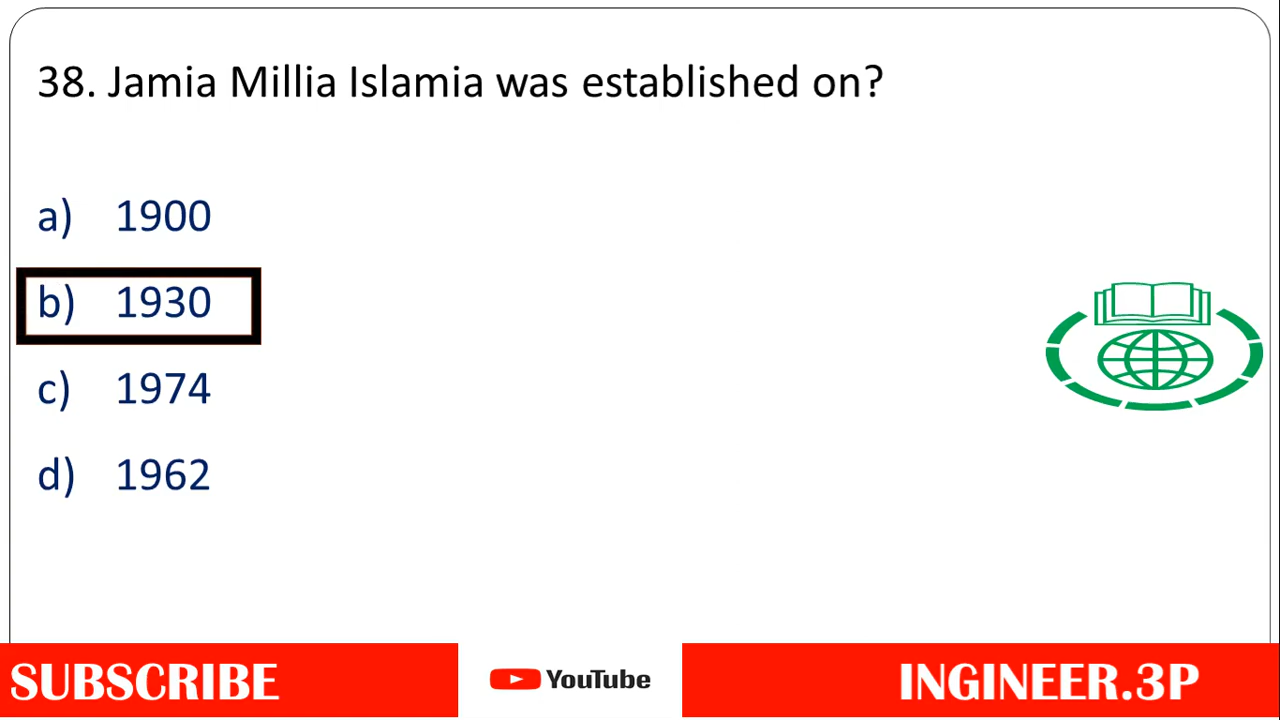 38. Jamia Millia Islamia was established on?
a) 1900
b) 1930
c) 1974
d) 1962
SUBSCRIBE YouTube INGINEER.3P